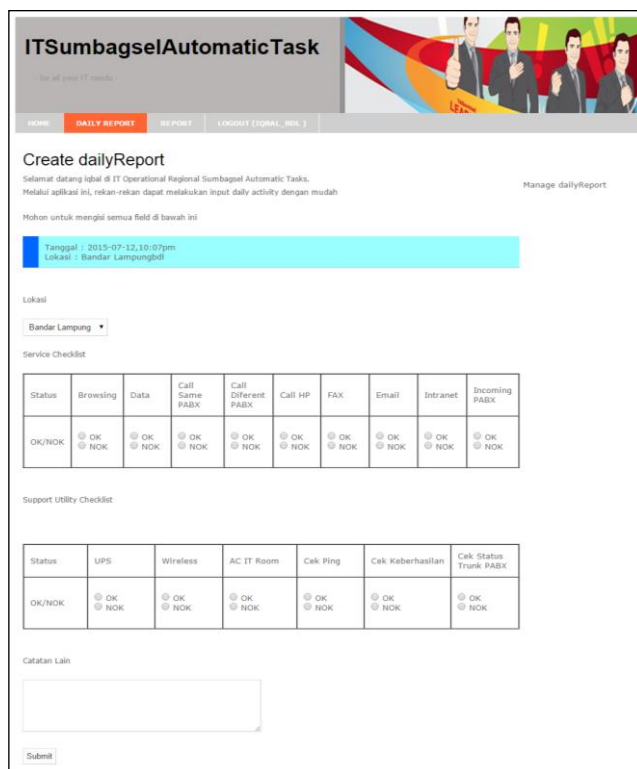 ITSumbagselAutomaticTask
- for all your IT needs -
HOME DAILY REPORT REPORT LOGOUT (IQBAL_BDL )
Create dailyReport
Selamat datang iqbal di IT Operational Regional Sumbagsel Automatic Tasks.
Melalui aplikasi ini, rekan-rekan dapat melakukan input daily activity dengan mudah
Manage dailyReport
Mohon untuk mengisi semua field di bawah ini
Tanggal : 2015-07-12,10:07pm
Lokasi : Bandar Lampungbdl
Lokasi
Bandar Lampung
Service Checklist
Status Browsing Data Call Same PABX Call Diferent PABX Call HP FAX Email Intranet Incoming PABX
OK/NOK OK OK OK OK OK OK OK OK OK
NOK NOK NOK NOK NOK NOK NOK NOK NOK
Support Utility Checklist
Status UPS Wireless AC IT Room Cek Ping Cek Keberhasilan Cek Status Trunk PABX
OK/NOK OK OK OK OK OK OK
NOK NOK NOK NOK NOK NOK
Catatan Lain
Submit